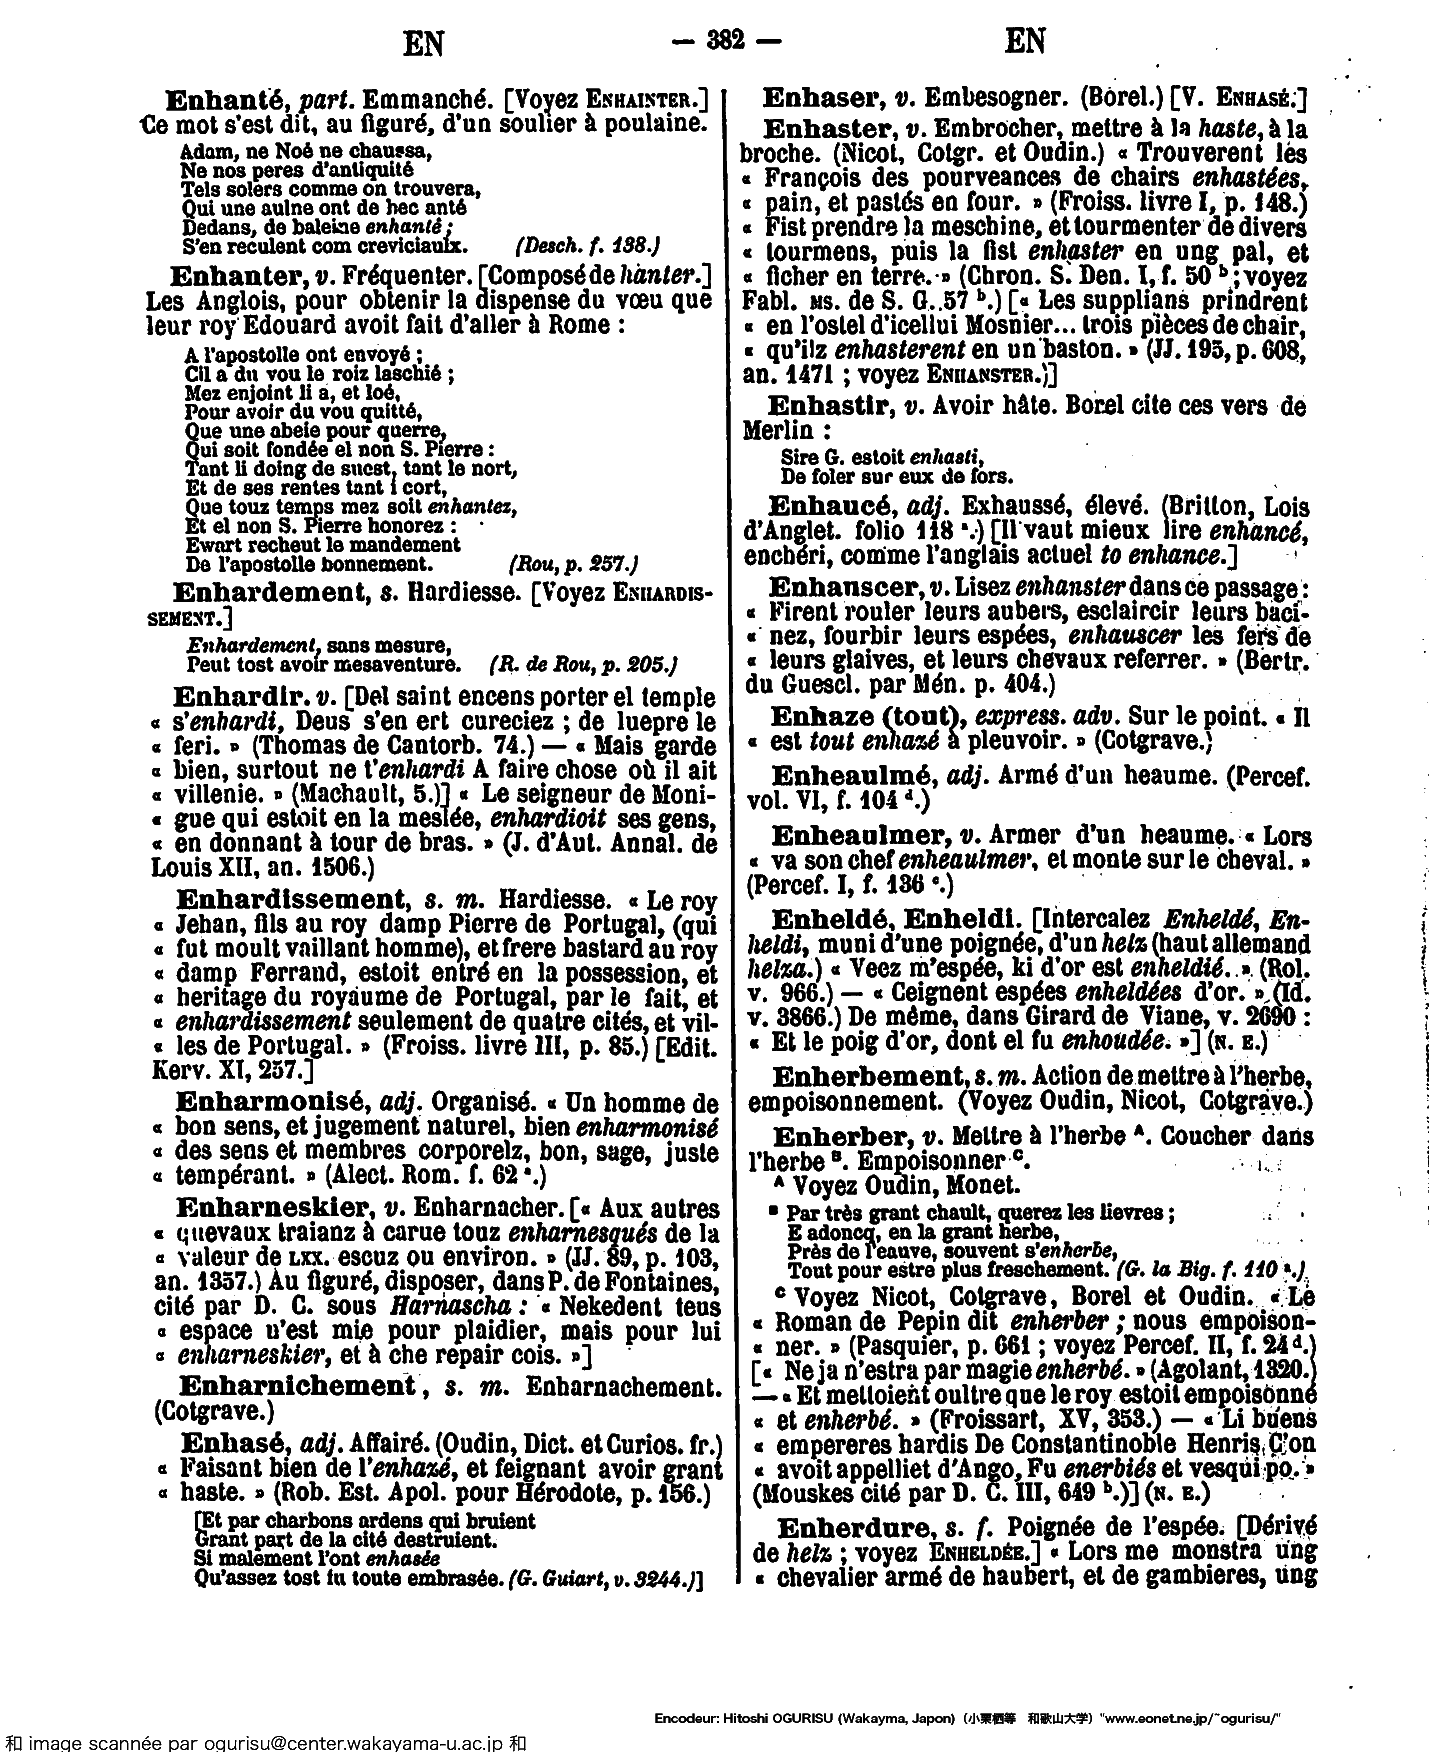 EN — 382 — EN
Enhanté, part. Emmanché. [Voyez ENHAINTER.]
Ce mot s'est dit, au figuré, d'un soulier à poulaine.
Adam, ne Noé ne chaussa,
Ne nos peres d'antiquité
Tels solers comme on trouvera,
Qui une aulne ont de bec anté
Dedans, de baleine enhanté ;
S'en reculent com creviciaulx. (Desch. f. 138.)
Enhanter, v. Fréquenter. [Composé de hanter.]
Les Anglois, pour obtenir la dispense du vœu que
leur roy Edouard avoit fait d'aller à Rome :
A l'apostolle ont envoyé ;
Cil a du vou le roiz laschié ;
Mez enjoint li a, et loé,
Pour avoir du vou quitté,
Que une abeie pour querre,
Qui soit fondée el non S. Pierre :
Tant li doing de sucst, tant le nort,
Et de ses rentes tant i cort,
Que touz temps mez soit enhantez,
Et el non S. Pierre honorez :
Ewart recheut le mandement
De l'apostolle bonnement. (Rou, p. 257.)
Enhardement, s. Hardiesse. [Voyez ENHARDIS-
SEMENT.]
Enhardement, sans mesure,
Peut tost avoir mesaventure. (R. de Rou, p. 205.)
Enhardir. v. [Del saint encens porter el temple
« s'enhardi, Deus s'en ert cureciez ; de luepre le
« feri. » (Thomas de Cantorb. 74.) — « Mais garde
« bien, surtout ne t'enhardi A faire chose où il ait
« villenie. » (Machault, 5.)] « Le seigneur de Moni-
« gue qui estoit en la meslée, enhardioit ses gens,
« en donnant à tour de bras. » (J. d'Aut. Annal. de
Louis XII, an. 1506.)
Enhardissement, s. m. Hardiesse. « Le roy
« Jehan, fils au roy damp Pierre de Portugal, (qui
« fut moult vaillant homme), et frere bastard au roy
« damp Ferrand, estoit entré en la possession, et
« heritage du royaume de Portugal, par le fait, et
« enhardissement seulement de quatre cités, et vil-
« les de Portugal. » (Froiss. livre III, p. 85.) [Edit.
Kerv. XI, 257.]
Enharmonisé, adj. Organisé. « Un homme de
« bon sens, et jugement naturel, bien enharmonisé
« des sens et membres corporelz, bon, sage, juste
« tempérant. » (Alect. Rom. f. 62 a.)
Enharneskier, v. Enharnacher. [« Aux autres
« quevaux traianz à carue touz enharnesqués de la
« valeur de LXX. escuz ou environ. » (JJ. 89, p. 103,
an. 1357.) Au figuré, disposer, dans P. de Fontaines,
cité par D. C. sous Harnascha : « Nekedent teus
« espace u'est mie pour plaidier, mais pour lui
« enharneskier, et à che repair cois. »]
Enharnichement, s. m. Enharnachement.
(Cotgrave.)
Enhasé, adj. Affairé. (Oudin, Dict. et Curios. fr.)
« Faisant bien de l'enhazé, et feignant avoir grant
« haste. » (Rob. Est. Apol. pour Hérodote, p. 156.)
[Et par charbons ardens qui bruient
Grant part de la cité destruient.
Si malement l'ont enhasée
Qu'assez tost fu toute embrasée. (G. Guiart, v. 3244.)]
Enhaser, v. Embesogner. (Borel.) [V. ENHASÉ.]
Enhaster, v. Embrocher, mettre à la haste, à la
broche. (Nicot, Cotgr. et Oudin.) « Trouverent les
« François des pourveances de chairs enhastées,
« pain, et pastés en four. » (Froiss. livre I, p. 148.)
« Fist prendre la meschine, et tourmenter de divers
« tourmens, puis la fist enhaster en ung pal, et
« ficher en terre. » (Chron. S. Den. I, f. 50 b ; voyez
Fabl. MS. de S. G. 57 b.) [« Les supplians prindrent
« en l'ostel d'icellui Mosnier... trois pièces de chair,
« qu'ilz enhasterent en un baston. » (JJ. 195, p. 608,
an. 1471 ; voyez ENHANSTER.)]
Enhastir, v. Avoir hâte. Borel cite ces vers de
Merlin :
Sire G. estoit enhasti,
De foler sur eux de fors.
Enhaucé, adj. Exhaussé, élevé. (Britton, Lois
d'Anglet. folio 118 a.) [Il vaut mieux lire enhancé,
enchéri, comme l'anglais actuel to enhance.]
Enhanscer, v. Lisez enhanster dans ce passage :
« Firent rouler leurs aubers, esclaircir leurs baci-
« nez, fourbir leurs espées, enhauscer les fers de
« leurs glaives, et leurs chevaux referrer. » (Bertr.
du Guescl. par Mén. p. 404.)
Enhaze (tout), express. adv. Sur le point. « Il
« est tout enhazé à pleuvoir. » (Cotgrave.)
Enheaulmé, adj. Armé d'un heaume. (Percef.
vol. VI, f. 104 d.)
Enheaulmer, v. Armer d'un heaume. « Lors
« va son chef enheaulmer, et monte sur le cheval. »
(Percef. I, f. 136 c.)
Enheldé, Enheldi. [Intercalez Enheldé, En-
heldi, muni d'une poignée, d'un helz (haut allemand
helza.) « Veez m'espée, ki d'or est enheldié. » (Rol.
v. 966.) — « Ceignent espées enheldées d'or. » (Id.
v. 3866.) De même, dans Girard de Viane, v. 2690 :
« Et le poig d'or, dont el fu enhoudée. »] (N. E.)
Enherbement, s. m. Action de mettre à l'herbe,
empoisonnement. (Voyez Oudin, Nicot, Cotgrave.)
Enherber, v. Mettre à l'herbe A. Coucher dans
l'herbe B. Empoisonner C.
A Voyez Oudin, Monet.
B Par très grant chault, querez les lievres ;
E adoncq, en la grant herbe,
Près de l'eauve, souvent s'enherbe,
Tout pour estre plus freschement. (G. la Big. f. 110 a.)
C Voyez Nicot, Cotgrave, Borel et Oudin. « Le
« Roman de Pepin dit enherber ; nous empoison-
« ner. » (Pasquier, p. 661 ; voyez Percef. II, f. 24 d.)
[« Ne ja n'estra par magie enherbé. » (Agolant, 1320.)
— « Et mettoient oultre que le roy estoit empoisonné
« et enherbé. » (Froissart, XV, 353.) — « Li buens
« empereres hardis De Constantinoble Henris C'on
« avoit appelliet d'Ango, Fu enerbiés et vesqui po. »
(Mouskes cité par D. C. III, 649 b.)] (N. E.)
Enherdure, s. f. Poignée de l'espée. [Dérivé
de helz ; voyez ENHELDÉE.] « Lors me monstra ung
« chevalier armé de haubert, et de gambieres, ung
Encodeur: Hitoshi OGURISU (Wakayma, Japon) (小栗栖等 和歌山大学) "www.eonet.ne.jp/~ogurisu/"
和 image scannée par ogurisu@center.wakayama-u.ac.jp 和